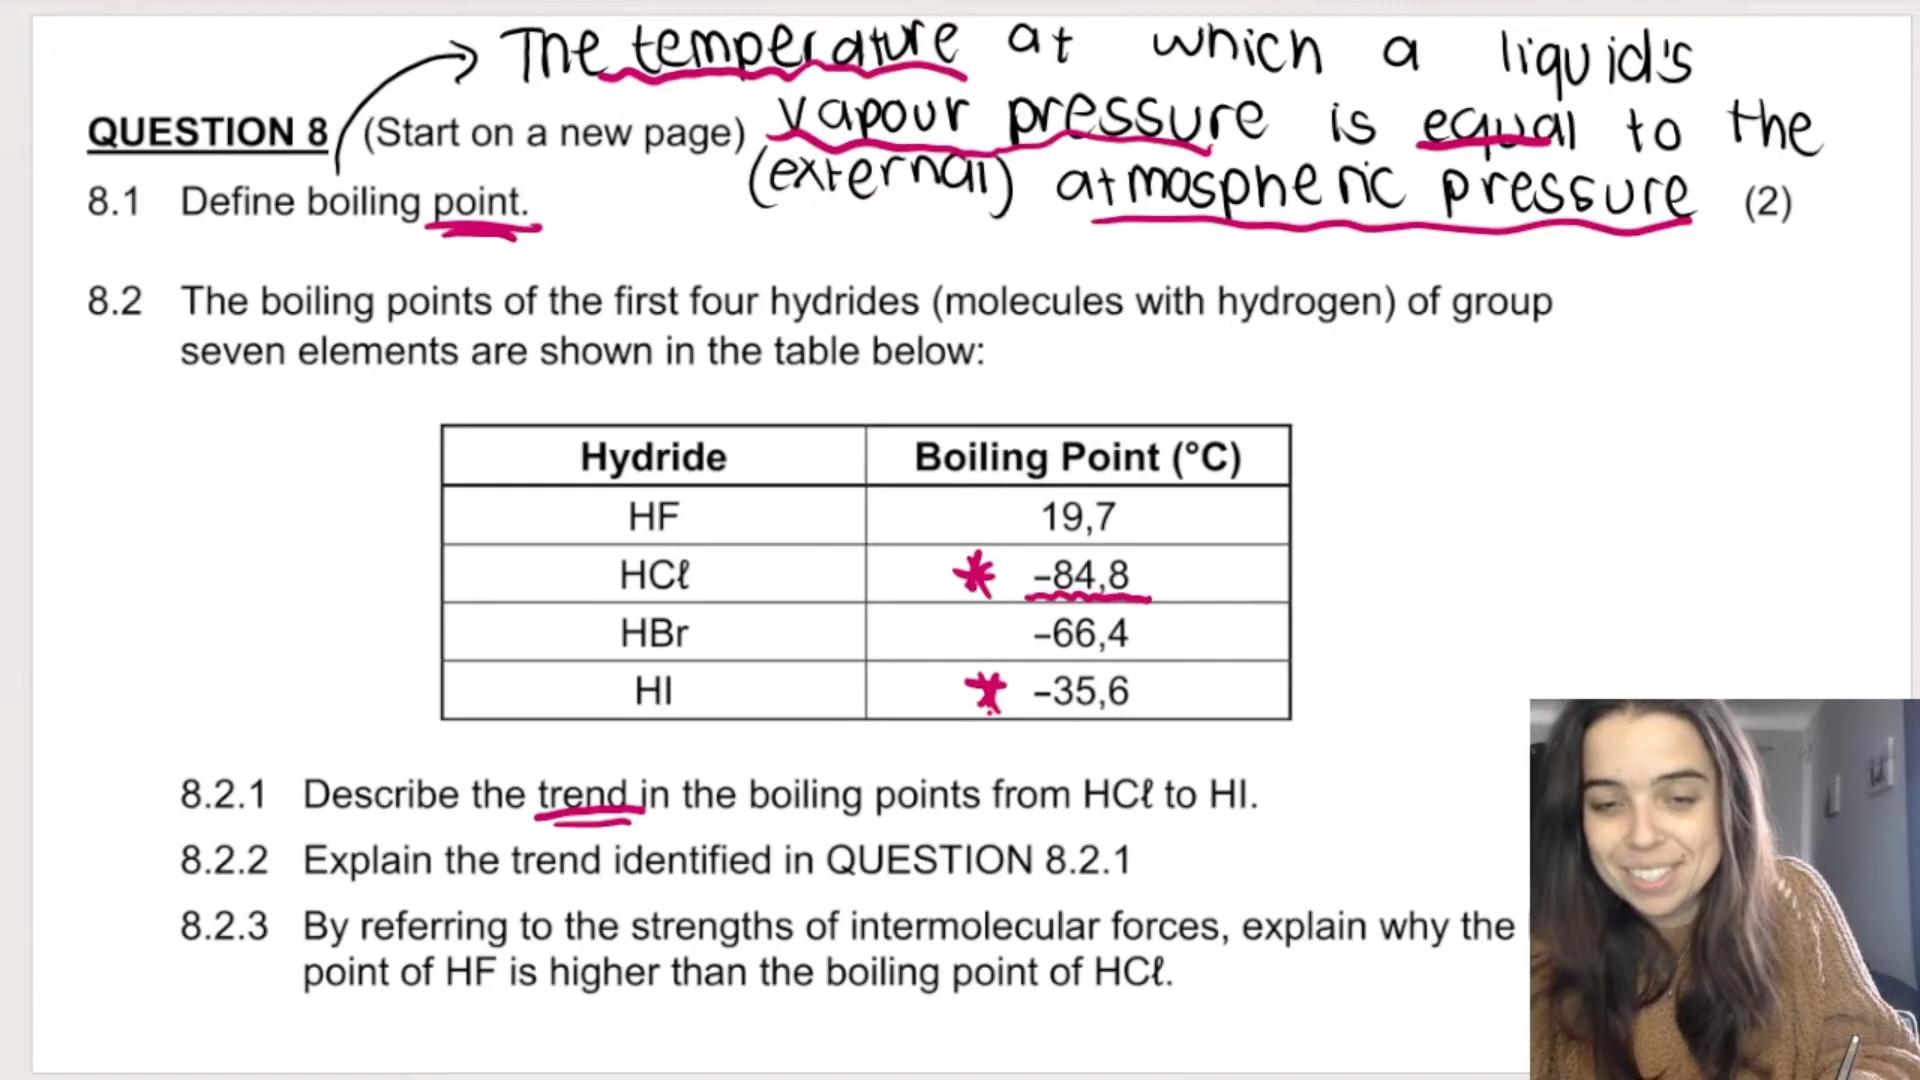 The temperature at which a liquid's
QUESTION 8 (Start on a new page) vapour pressure is equal to the
(external) atmospheric pressure
8.1 Define boiling point. (2)
8.2 The boiling points of the first four hydrides (molecules with hydrogen) of group
seven elements are shown in the table below:
Hydride Boiling Point (°C)
HF 19,7
HCℓ * –84,8
HBr –66,4
HI * –35,6
8.2.1 Describe the trend in the boiling points from HCℓ to HI.
8.2.2 Explain the trend identified in QUESTION 8.2.1
8.2.3 By referring to the strengths of intermolecular forces, explain why the
point of HF is higher than the boiling point of HCℓ.